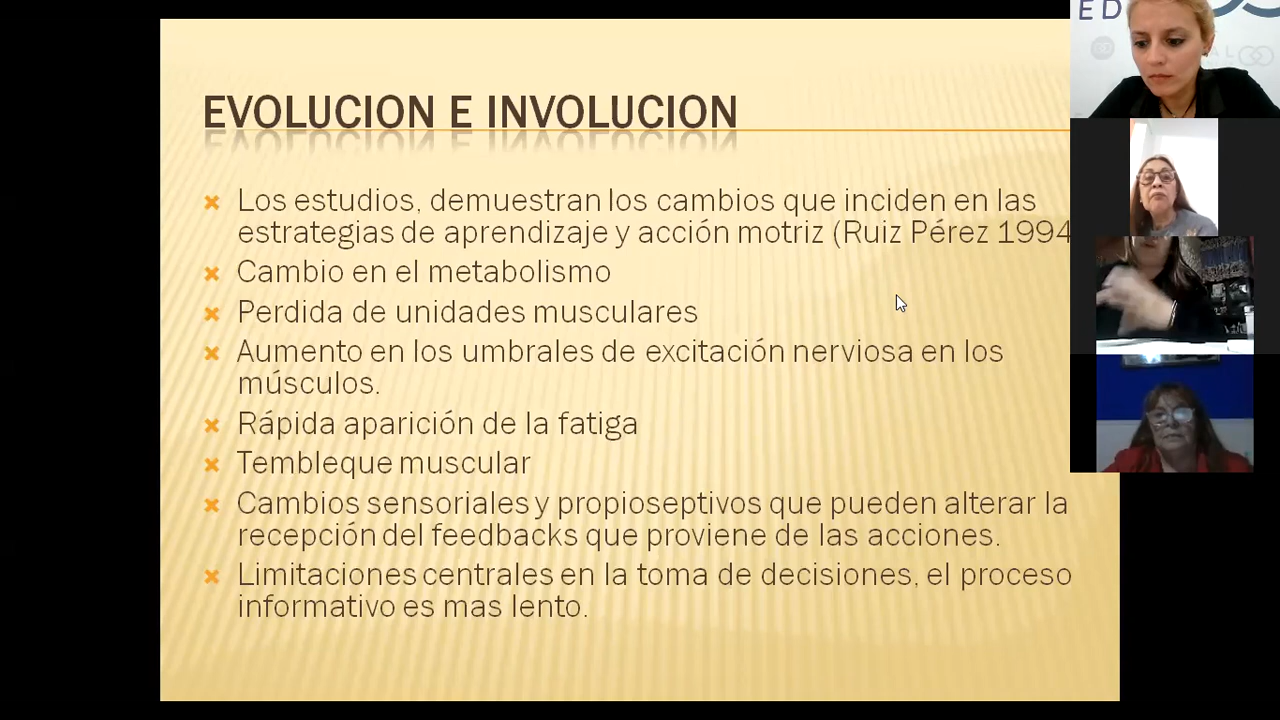 EVOLUCION E INVOLUCION
Los estudios, demuestran los cambios que inciden en las
estrategias de aprendizaje y acción motriz (Ruiz Pérez 1994
Cambio en el metabolismo
Perdida de unidades musculares
Aumento en los umbrales de excitación nerviosa en los
músculos.
Rápida aparición de la fatiga
Tembleque muscular
Cambios sensoriales y propioseptivos que pueden alterar la
recepción del feedbacks que proviene de las acciones.
Limitaciones centrales en la toma de decisiones, el proceso
informativo es mas lento.
ED